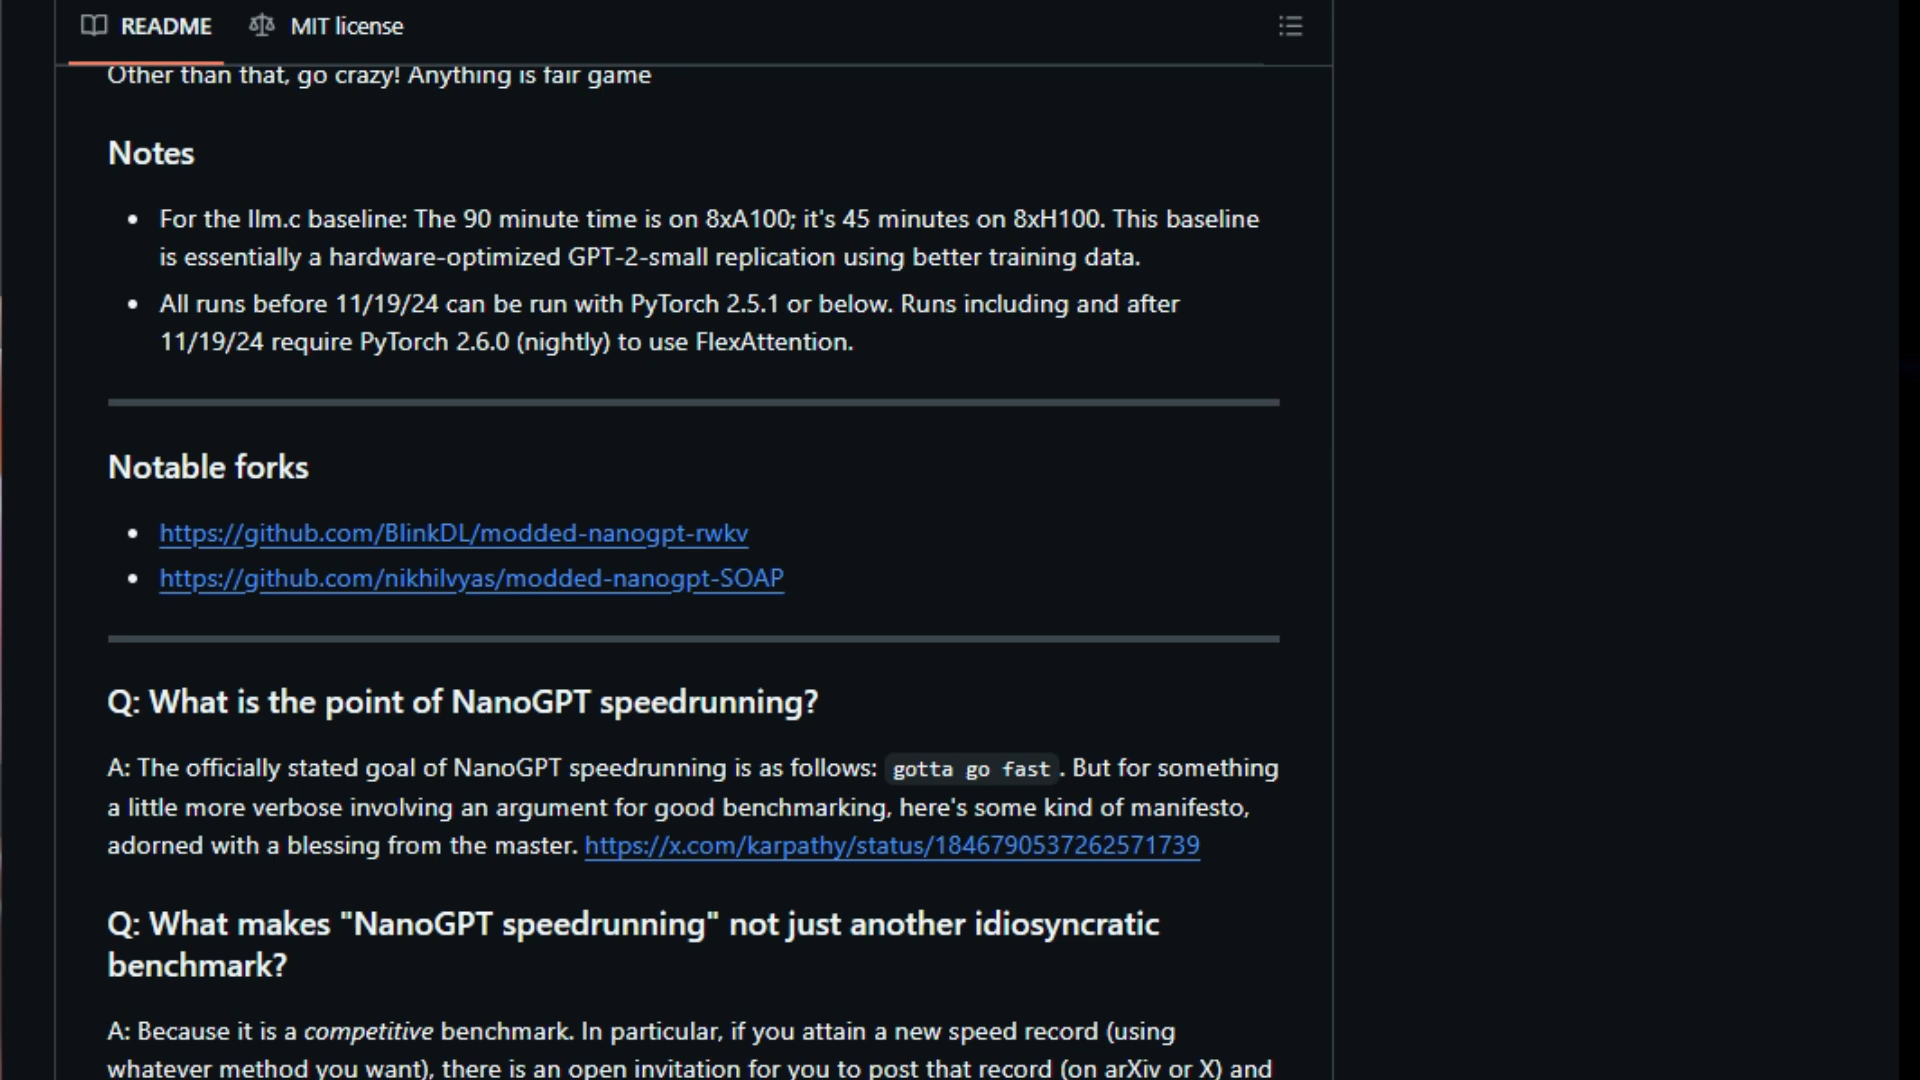 README MIT license
Other than that, go crazy! Anything is fair game
Notes
For the llm.c baseline: The 90 minute time is on 8xA100; it's 45 minutes on 8xH100. This baseline
is essentially a hardware-optimized GPT-2-small replication using better training data.
All runs before 11/19/24 can be run with PyTorch 2.5.1 or below. Runs including and after
11/19/24 require PyTorch 2.6.0 (nightly) to use FlexAttention.
Notable forks
https://github.com/BlinkDL/modded-nanogpt-rwkv
https://github.com/nikhilvyas/modded-nanogpt-SOAP
Q: What is the point of NanoGPT speedrunning?
A: The officially stated goal of NanoGPT speedrunning is as follows: gotta go fast. But for something
a little more verbose involving an argument for good benchmarking, here's some kind of manifesto,
adorned with a blessing from the master. https://x.com/karpathy/status/1846790537262571739
Q: What makes "NanoGPT speedrunning" not just another idiosyncratic
benchmark?
A: Because it is a competitive benchmark. In particular, if you attain a new speed record (using
whatever method you want), there is an open invitation for you to post that record (on arXiv or X) and